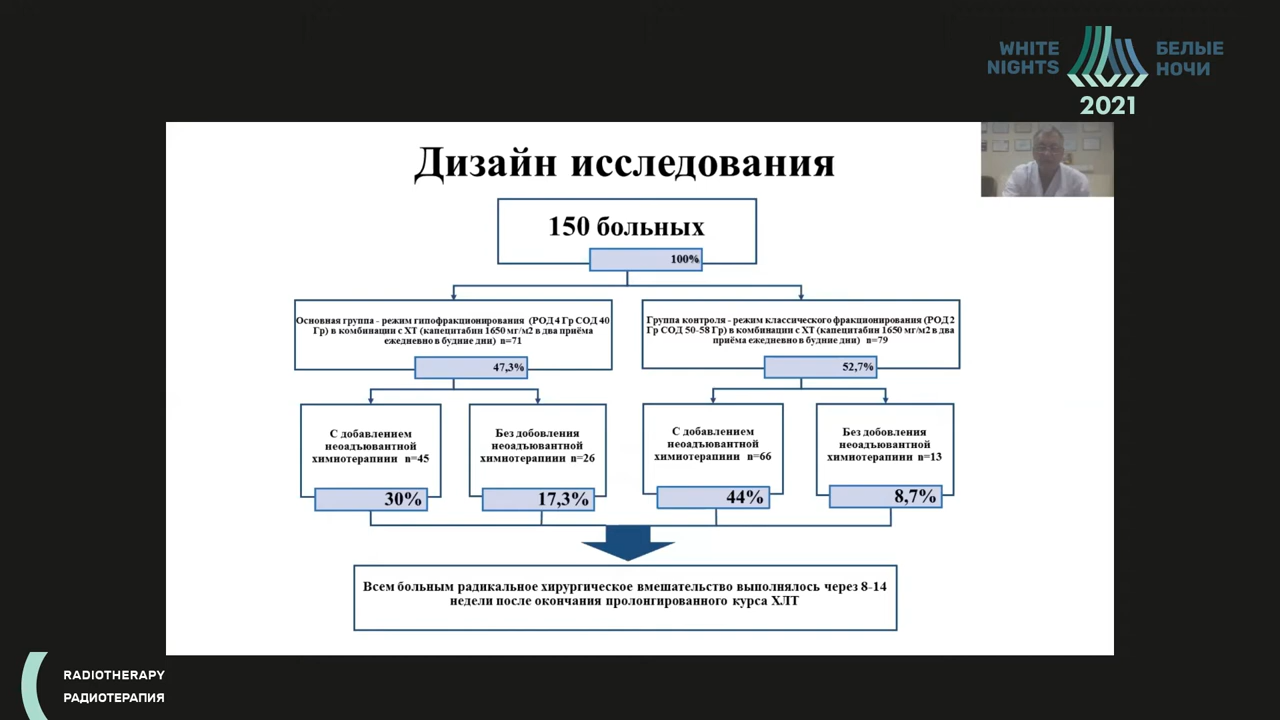 WHITE
NIGHTS
БЕЛЫЕ
НОЧИ
2021
Дизайн исследования
150 больных
100%
Основная группа - режим гипофракционирования (РОД 4 Гр СОД 40
Гр) в комбинации с ХТ (капецитабин 1650 мг/м2 в два приёма
ежедневно в будние дни) n=71
47,3%
Группа контроля - режим классического фракционирования (РОД 2
Гр СОД 50-58 Гр) в комбинации с ХТ (капецитабин 1650 мг/м2 в два
приёма ежедневно в будние дни) n=79
52,7%
С добавлением
неоадъювантной
химиотерапиии n=45
30%
Без добовления
неоадъювантной
химиотерапиии n=26
17,3%
С добавлением
неоадъювантной
химиотерапиии n=66
44%
Без добовления
неоадъювантной
химиотерапиии n=13
8,7%
Всем больным радикальное хирургическое вмешательство выполнялось через 8-14
недели после окончания пролонгированного курса ХЛТ
RADIOTHERAPY
РАДИОТЕРАПИЯ